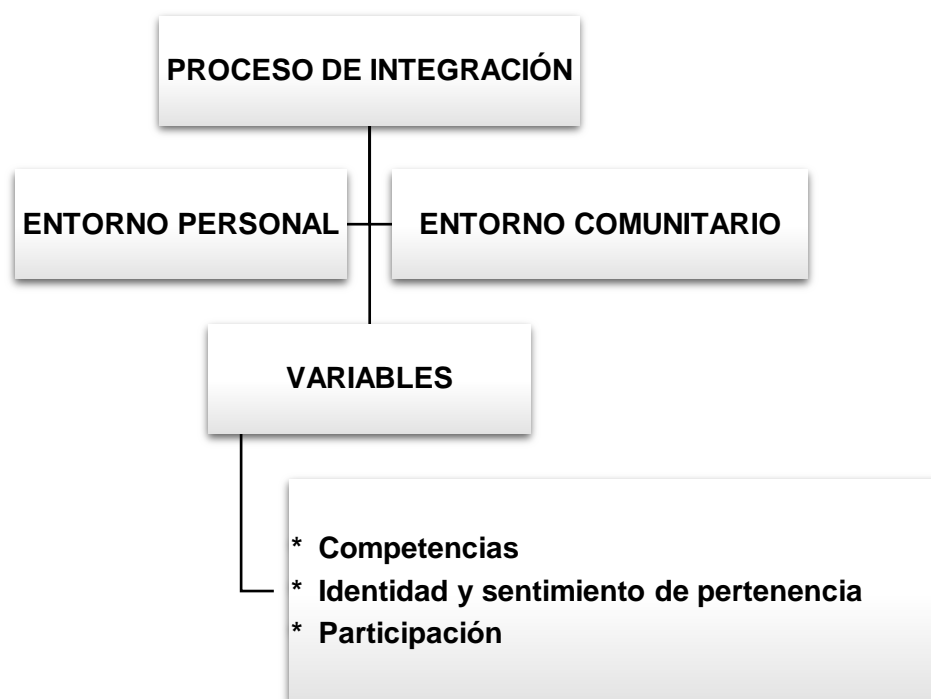 PROCESO DE INTEGRACIÓN
ENTORNO PERSONAL
ENTORNO COMUNITARIO
VARIABLES
* Competencias
* Identidad y sentimiento de pertenencia
* Participación